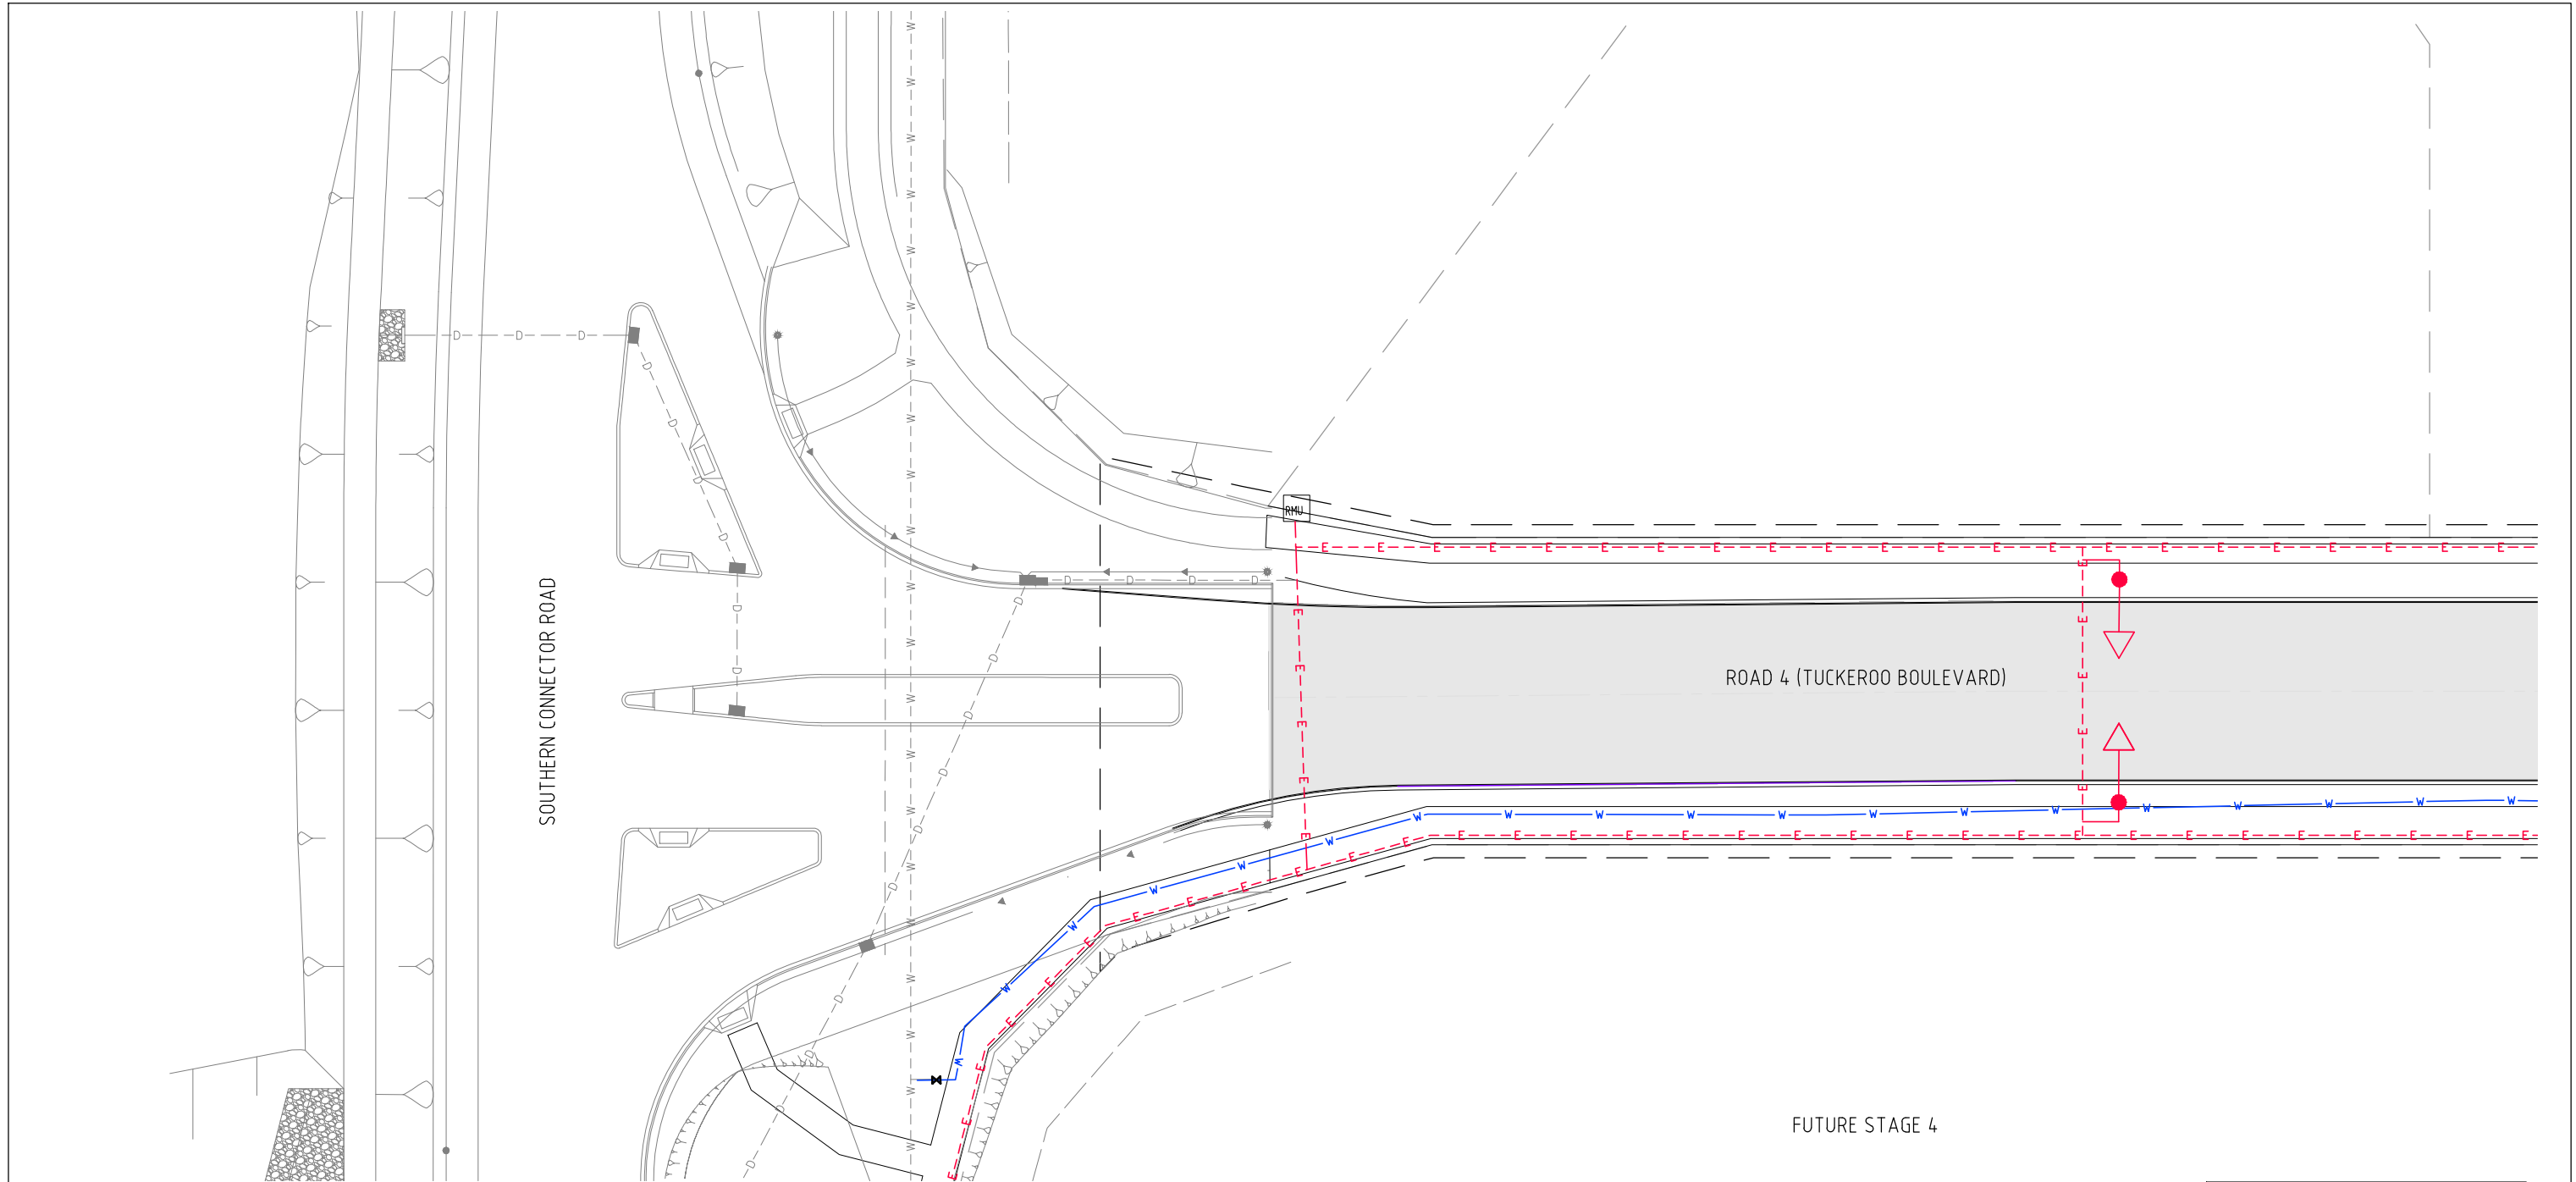 SOUTHERN CONNECTOR ROAD
RMU
ROAD 4 (TUCKEROO BOULEVARD)
FUTURE STAGE 4